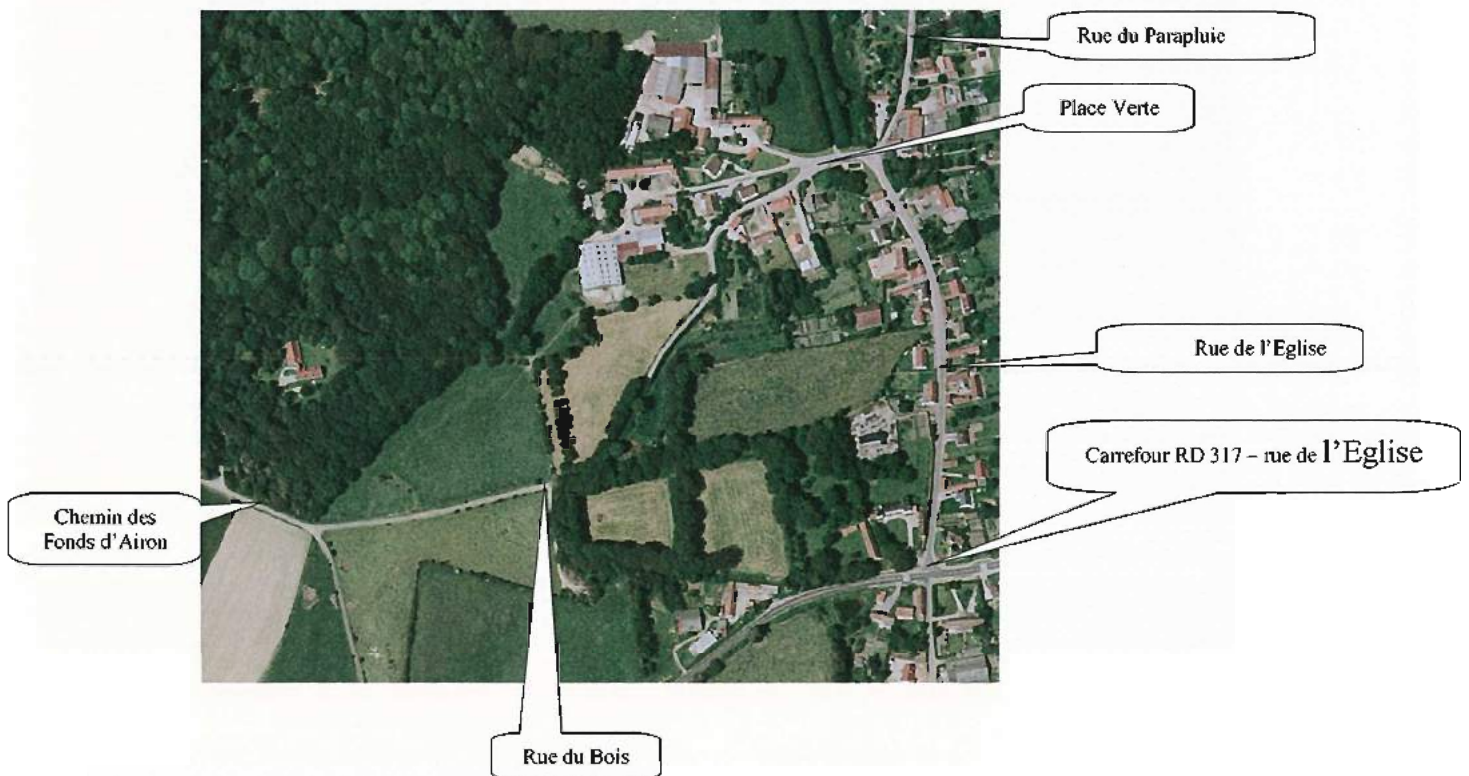 Rue du Parapluie
Place Verte
Rue de l'Eglise
Carrefour RD 317 – rue de l'Eglise
Chemin des
Fonds d'Airon
Rue du Bois